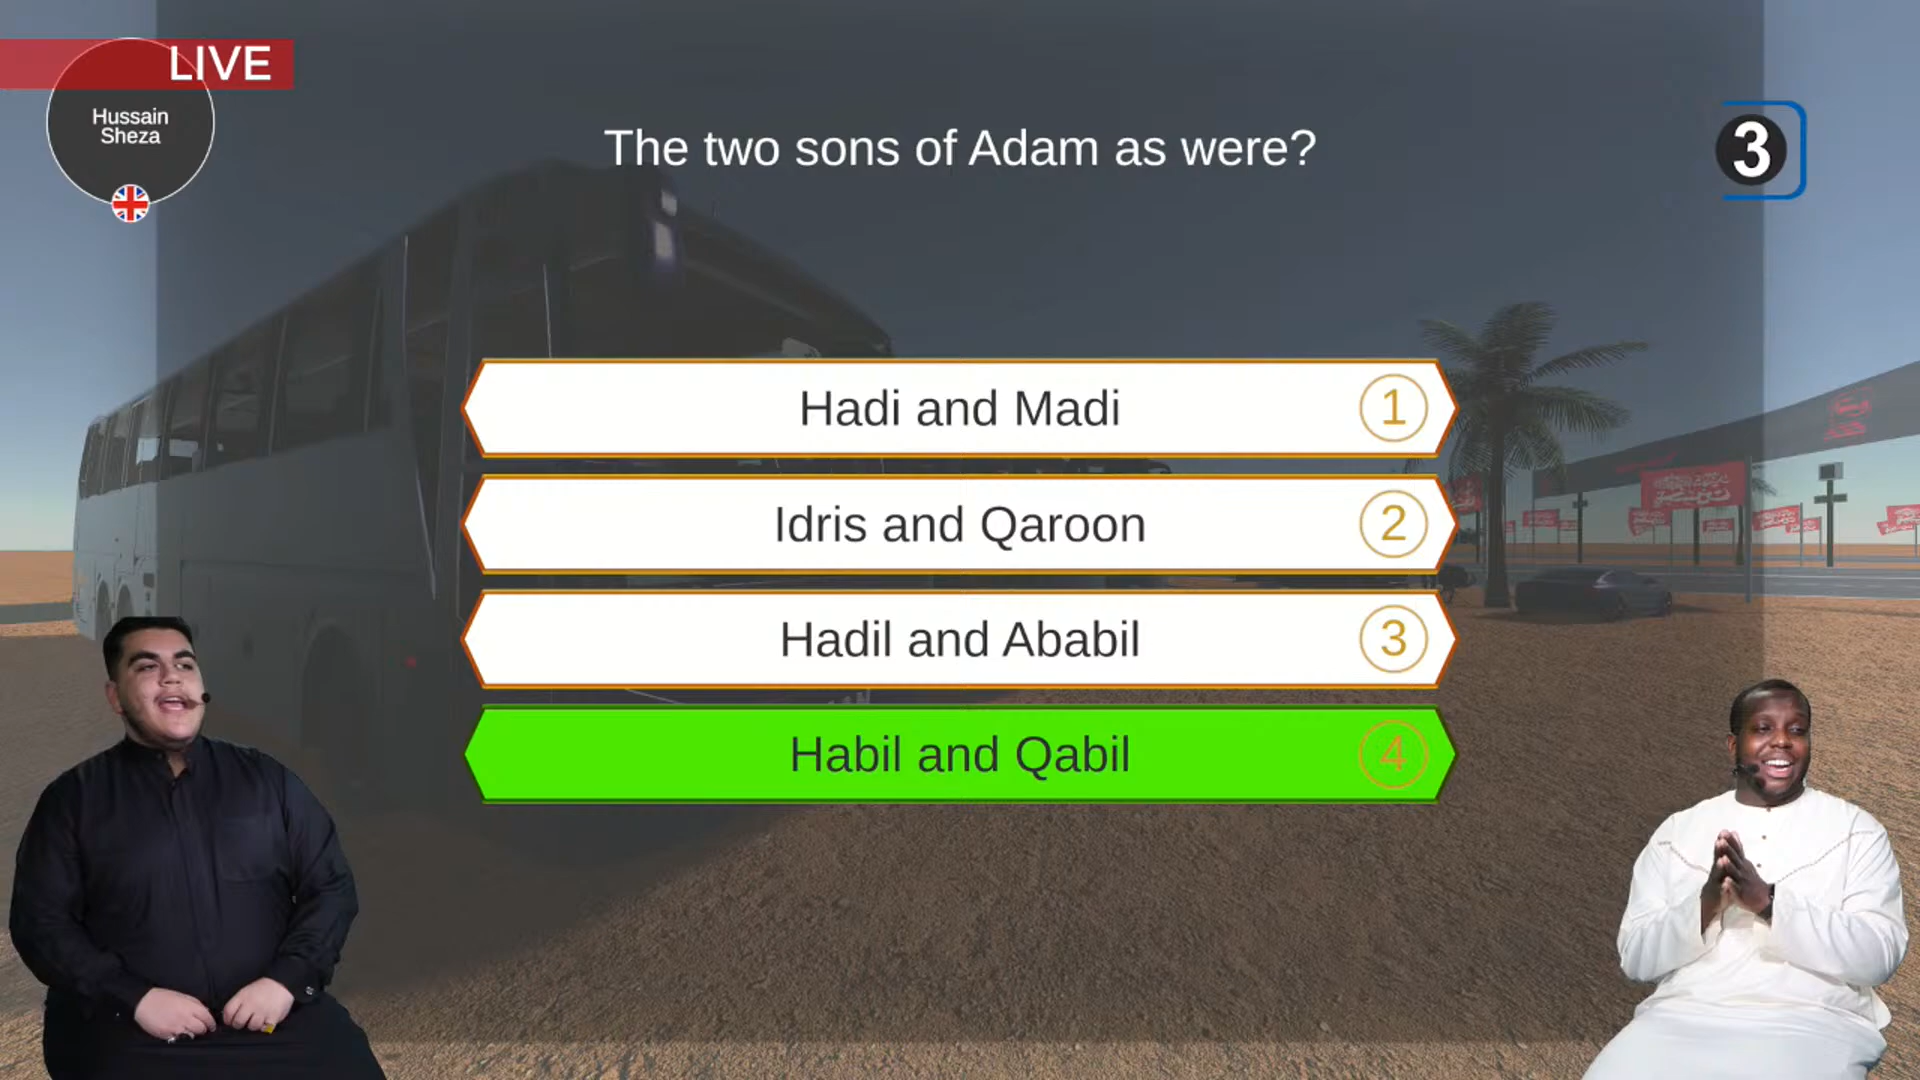 LIVE
Hussain
Sheza
The two sons of Adam as were?
3
Hadi and Madi
1
Idris and Qaroon
2
Hadil and Ababil
3
Habil and Qabil
4